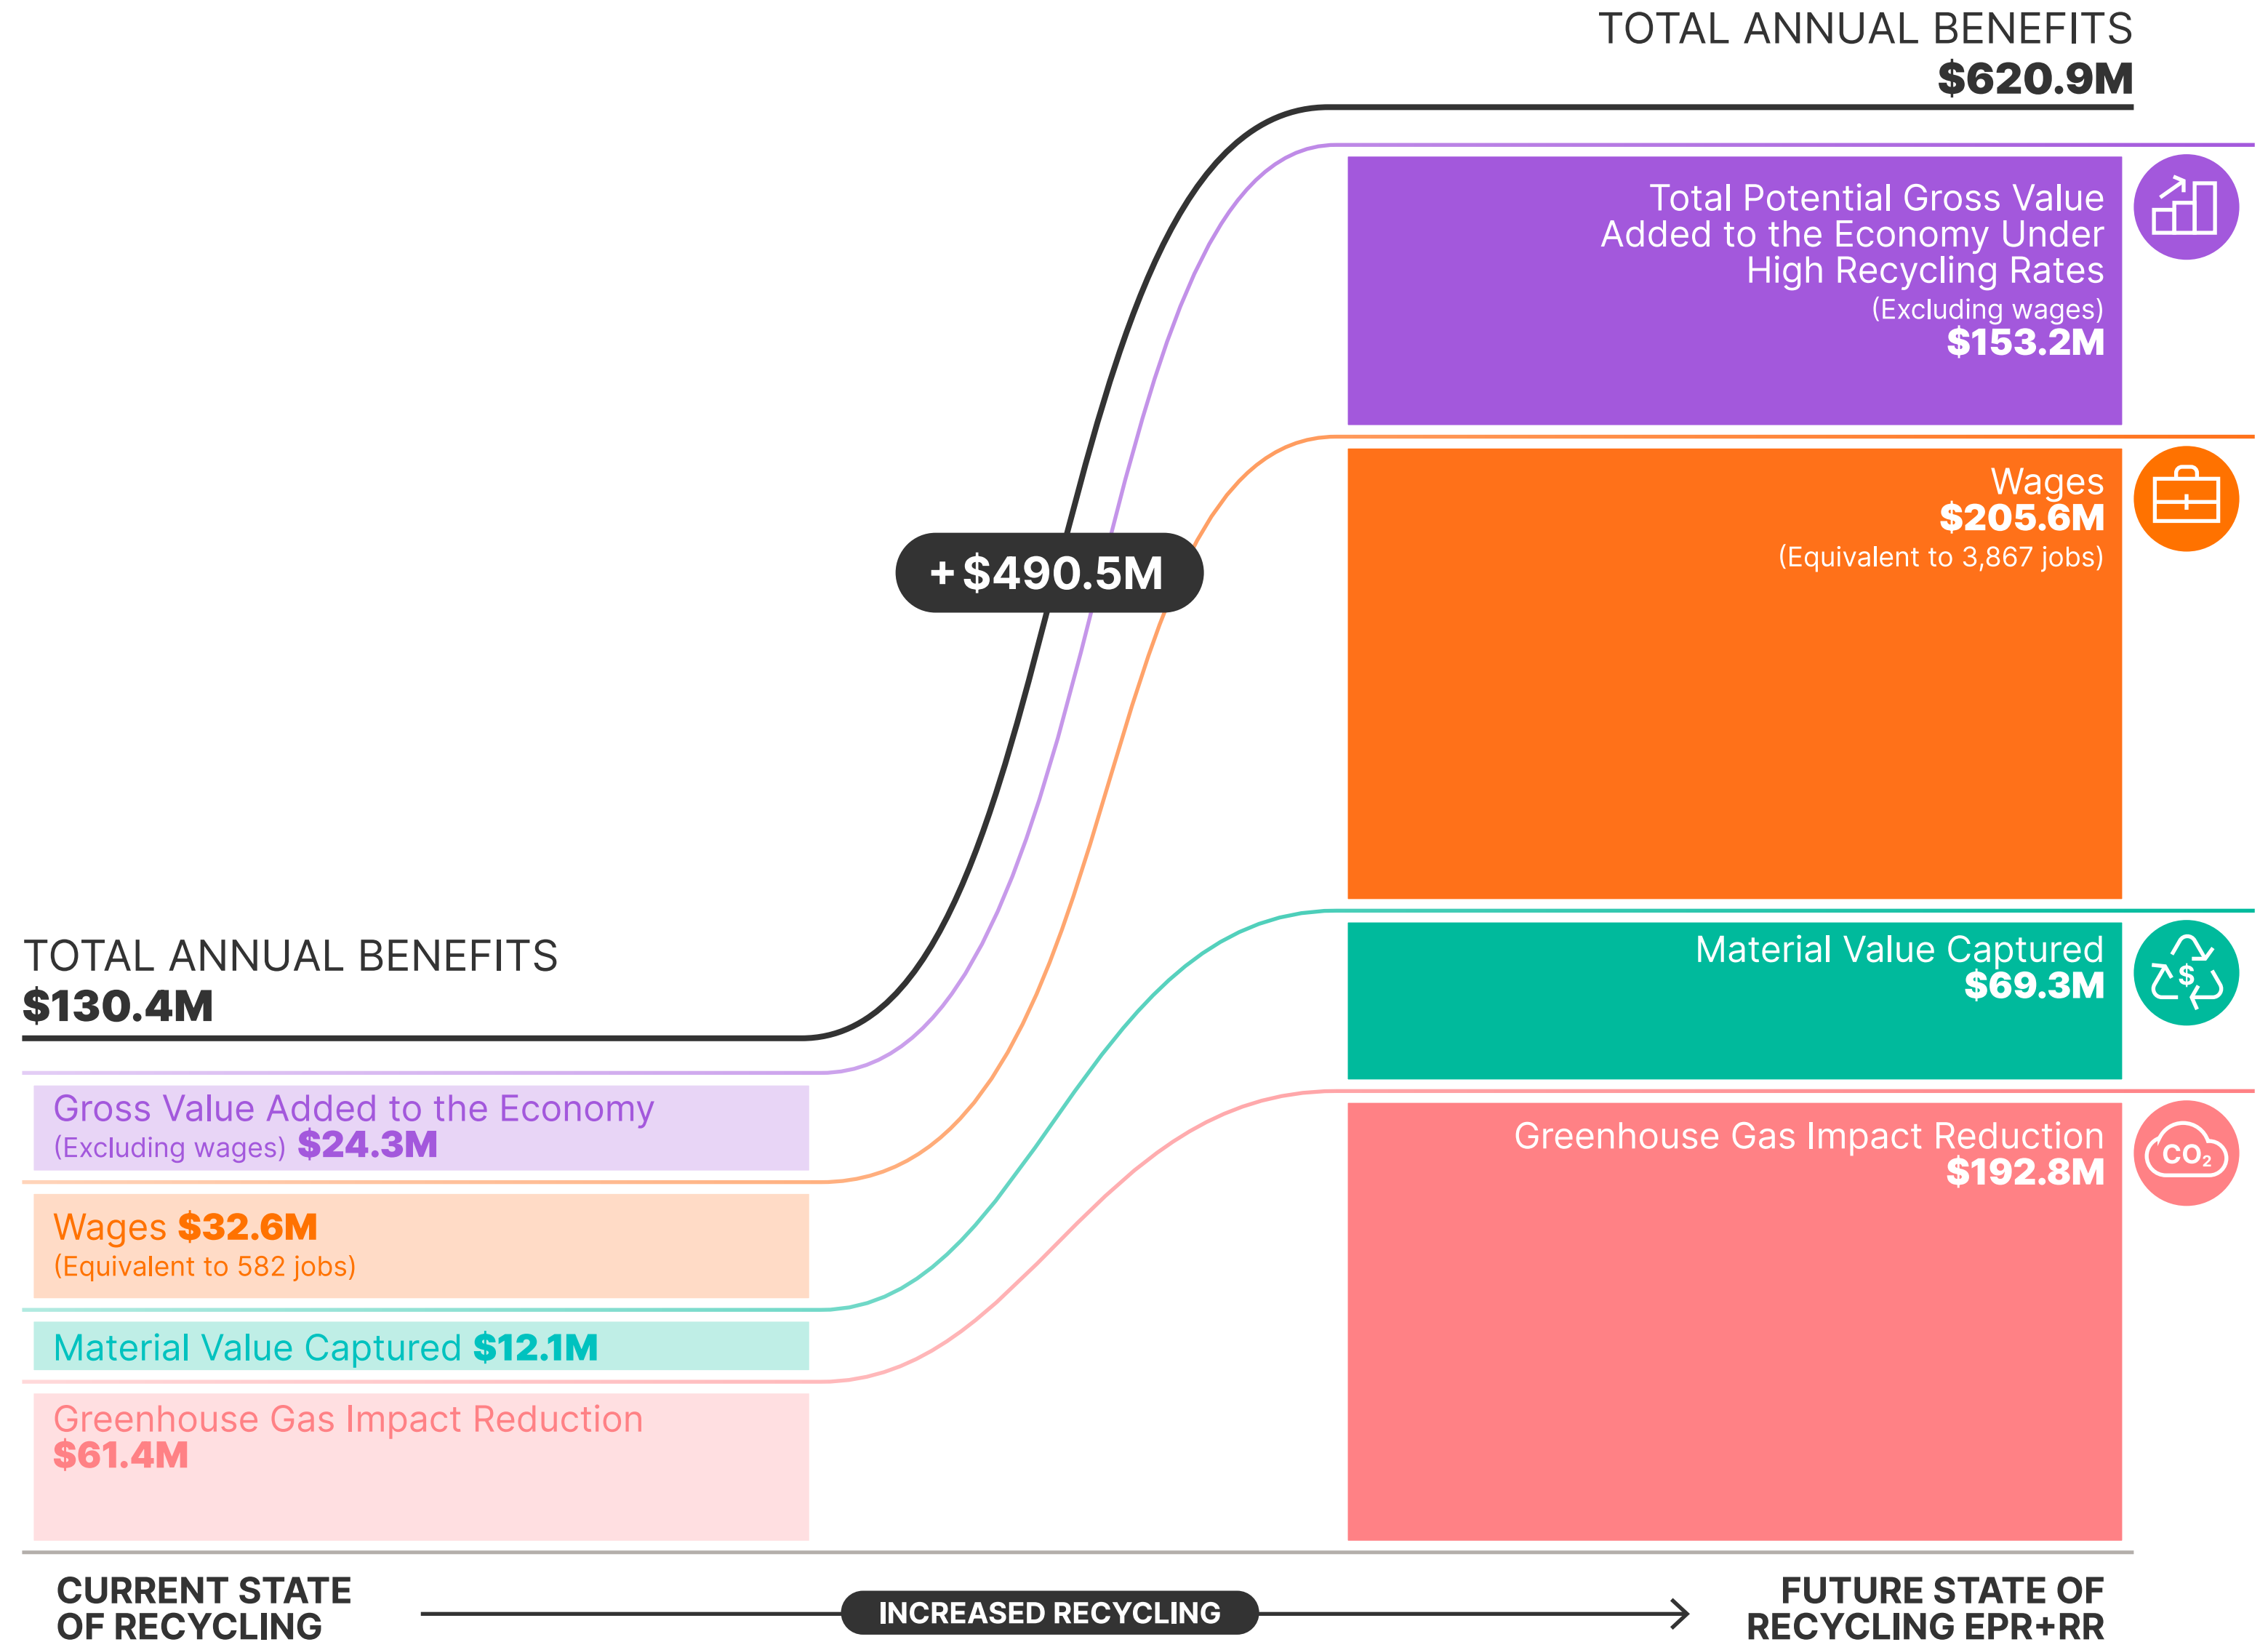 TOTAL ANNUAL BENEFITS
$620.9M
Total Potential Gross Value
Added to the Economy Under
High Recycling Rates
(Excluding wages)
$153.2M
Wages
$205.6M
(Equivalent to 3,867 jobs)
+ $490.5M
Material Value Captured
$69.3M
$
Greenhouse Gas Impact Reduction
$192.8M
CO₂
TOTAL ANNUAL BENEFITS
$130.4M
Gross Value Added to the Economy
(Excluding wages) $24.3M
Wages $32.6M
(Equivalent to 582 jobs)
Material Value Captured $12.1M
Greenhouse Gas Impact Reduction
$61.4M
CURRENT STATE
OF RECYCLING
INCREASED RECYCLING
FUTURE STATE OF
RECYCLING EPR+RR